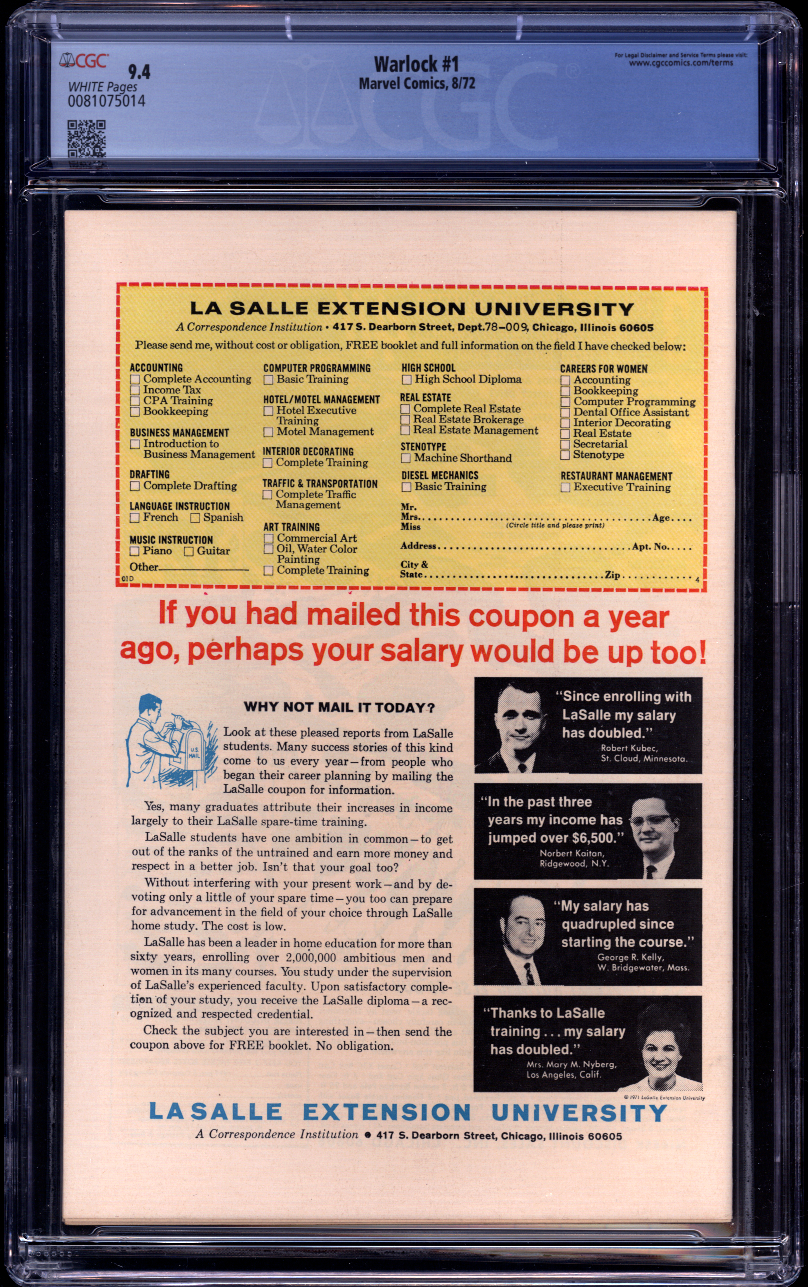 CGC
9.4
WHITE Pages
0081075014
Warlock #1
Marvel Comics, 8/72
For Legal Disclaimer and Service Terms please visit:
www.cgccomics.com/terms
CGC
LA SALLE EXTENSION UNIVERSITY
A Correspondence Institution • 417 S. Dearborn Street, Dept.78-009, Chicago, Illinois 60605
Please send me, without cost or obligation, FREE booklet and full information on the field I have checked below:
ACCOUNTING
Complete Accounting
Income Tax
CPA Training
Bookkeeping
BUSINESS MANAGEMENT
Introduction to
Business Management
DRAFTING
Complete Drafting
LANGUAGE INSTRUCTION
French Spanish
MUSIC INSTRUCTION
Piano Guitar
Other
01D
COMPUTER PROGRAMMING
Basic Training
HOTEL/MOTEL MANAGEMENT
Hotel Executive
Training
Motel Management
INTERIOR DECORATING
Complete Training
TRAFFIC & TRANSPORTATION
Complete Traffic
Management
ART TRAINING
Commercial Art
Oil, Water Color
Painting
Complete Training
HIGH SCHOOL
High School Diploma
REAL ESTATE
Complete Real Estate
Real Estate Brokerage
Real Estate Management
STENOTYPE
Machine Shorthand
DIESEL MECHANICS
Basic Training
CAREERS FOR WOMEN
Accounting
Bookkeeping
Computer Programming
Dental Office Assistant
Interior Decorating
Real Estate
Secretarial
Stenotype
RESTAURANT MANAGEMENT
Executive Training
Mr.
Mrs. Age
Miss (Circle title and please print)
Address Apt. No.
City &
State Zip
4
If you had mailed this coupon a year
ago, perhaps your salary would be up too!
WHY NOT MAIL IT TODAY?
U.S.
MAIL
Look at these pleased reports from LaSalle
students. Many success stories of this kind
come to us every year—from people who
began their career planning by mailing the
LaSalle coupon for information.
Yes, many graduates attribute their increases in income
largely to their LaSalle spare-time training.
LaSalle students have one ambition in common—to get
out of the ranks of the untrained and earn more money and
respect in a better job. Isn't that your goal too?
Without interfering with your present work—and by de-
voting only a little of your spare time—you too can prepare
for advancement in the field of your choice through LaSalle
home study. The cost is low.
LaSalle has been a leader in home education for more than
sixty years, enrolling over 2,000,000 ambitious men and
women in its many courses. You study under the supervision
of LaSalle's experienced faculty. Upon satisfactory comple-
tion of your study, you receive the LaSalle diploma—a rec-
ognized and respected credential.
Check the subject you are interested in—then send the
coupon above for FREE booklet. No obligation.
"Since enrolling with
LaSalle my salary
has doubled."
Robert Kubec,
St. Cloud, Minnesota.
"In the past three
years my income has
jumped over $6,500."
Norbert Kaitan,
Ridgewood, N.Y.
"My salary has
quadrupled since
starting the course."
George R. Kelly,
W. Bridgewater, Mass.
"Thanks to LaSalle
training . . . my salary
has doubled."
Mrs. Mary M. Nyberg,
Los Angeles, Calif.
© 1971 LaSalle Extension University
LA SALLE EXTENSION UNIVERSITY
A Correspondence Institution • 417 S. Dearborn Street, Chicago, Illinois 60605